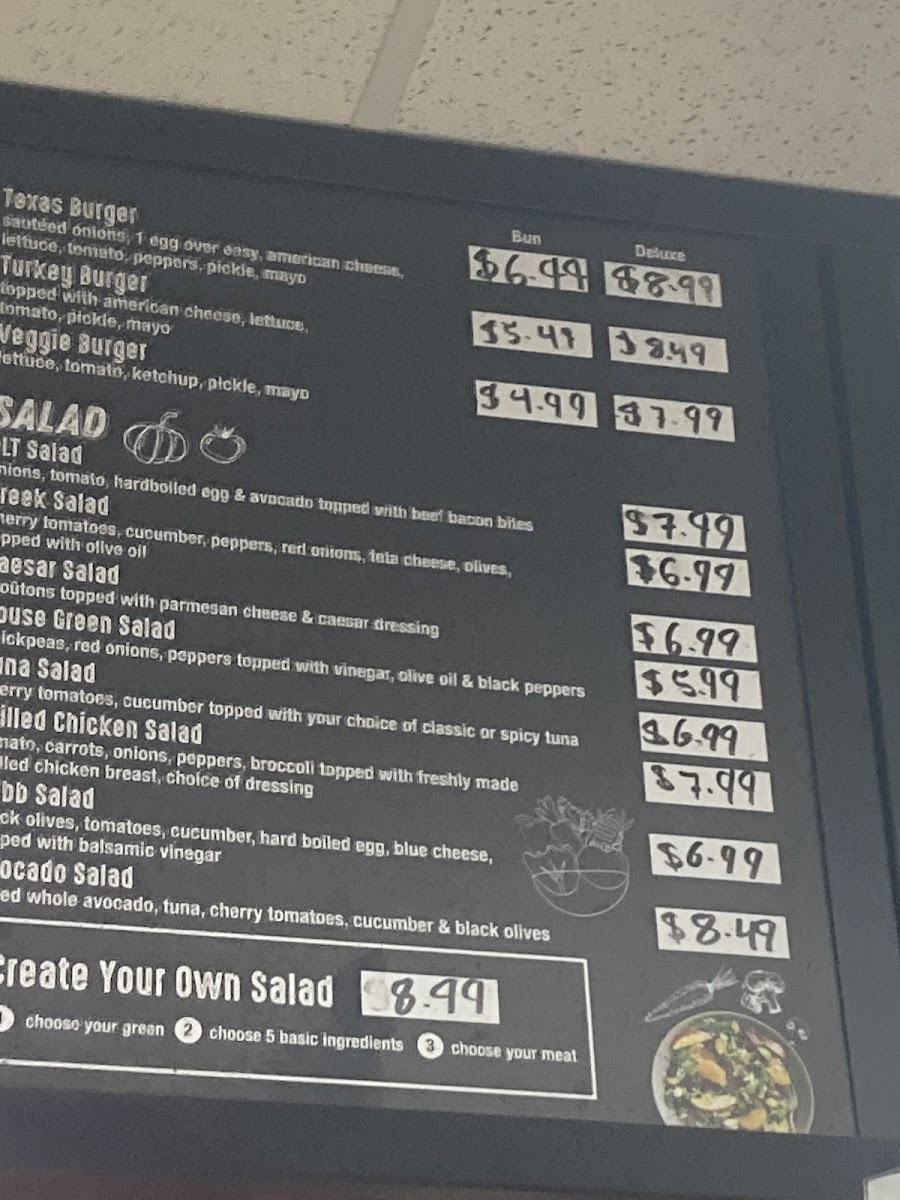 Texas Burger
sautéed onions, 1 egg over easy, american cheese,
lettuce, tomato, peppers, pickle, mayo
Bun Deluxe
$6.49 $8.99
Turkey Burger
topped with american cheese, lettuce,
tomato, pickle, mayo
$5.49 $8.49
Veggie Burger
lettuce, tomato, ketchup, pickle, mayo
$4.99 $7.99
SALAD
LT Salad
nions, tomato, hardboiled egg & avocado topped with beef bacon bites
$7.49
reek Salad
herry tomatoes, cucumber, peppers, red onions, feta cheese, olives,
pped with olive oil
$6.99
aesar Salad
oûtons topped with parmesan cheese & caesar dressing
$6.99
ouse Green Salad
ickpeas, red onions, peppers topped with vinegar, olive oil & black peppers
$5.99
una Salad
erry tomatoes, cucumber topped with your choice of classic or spicy tuna
$6.99
illed Chicken Salad
mato, carrots, onions, peppers, broccoli topped with freshly made
lled chicken breast, choice of dressing
$7.99
bb Salad
ck olives, tomatoes, cucumber, hard boiled egg, blue cheese,
ped with balsamic vinegar
$6.99
ocado Salad
ed whole avocado, tuna, cherry tomatoes, cucumber & black olives
$8.49
Create Your Own Salad $8.99
1 choose your green 2 choose 5 basic ingredients 3 choose your meat